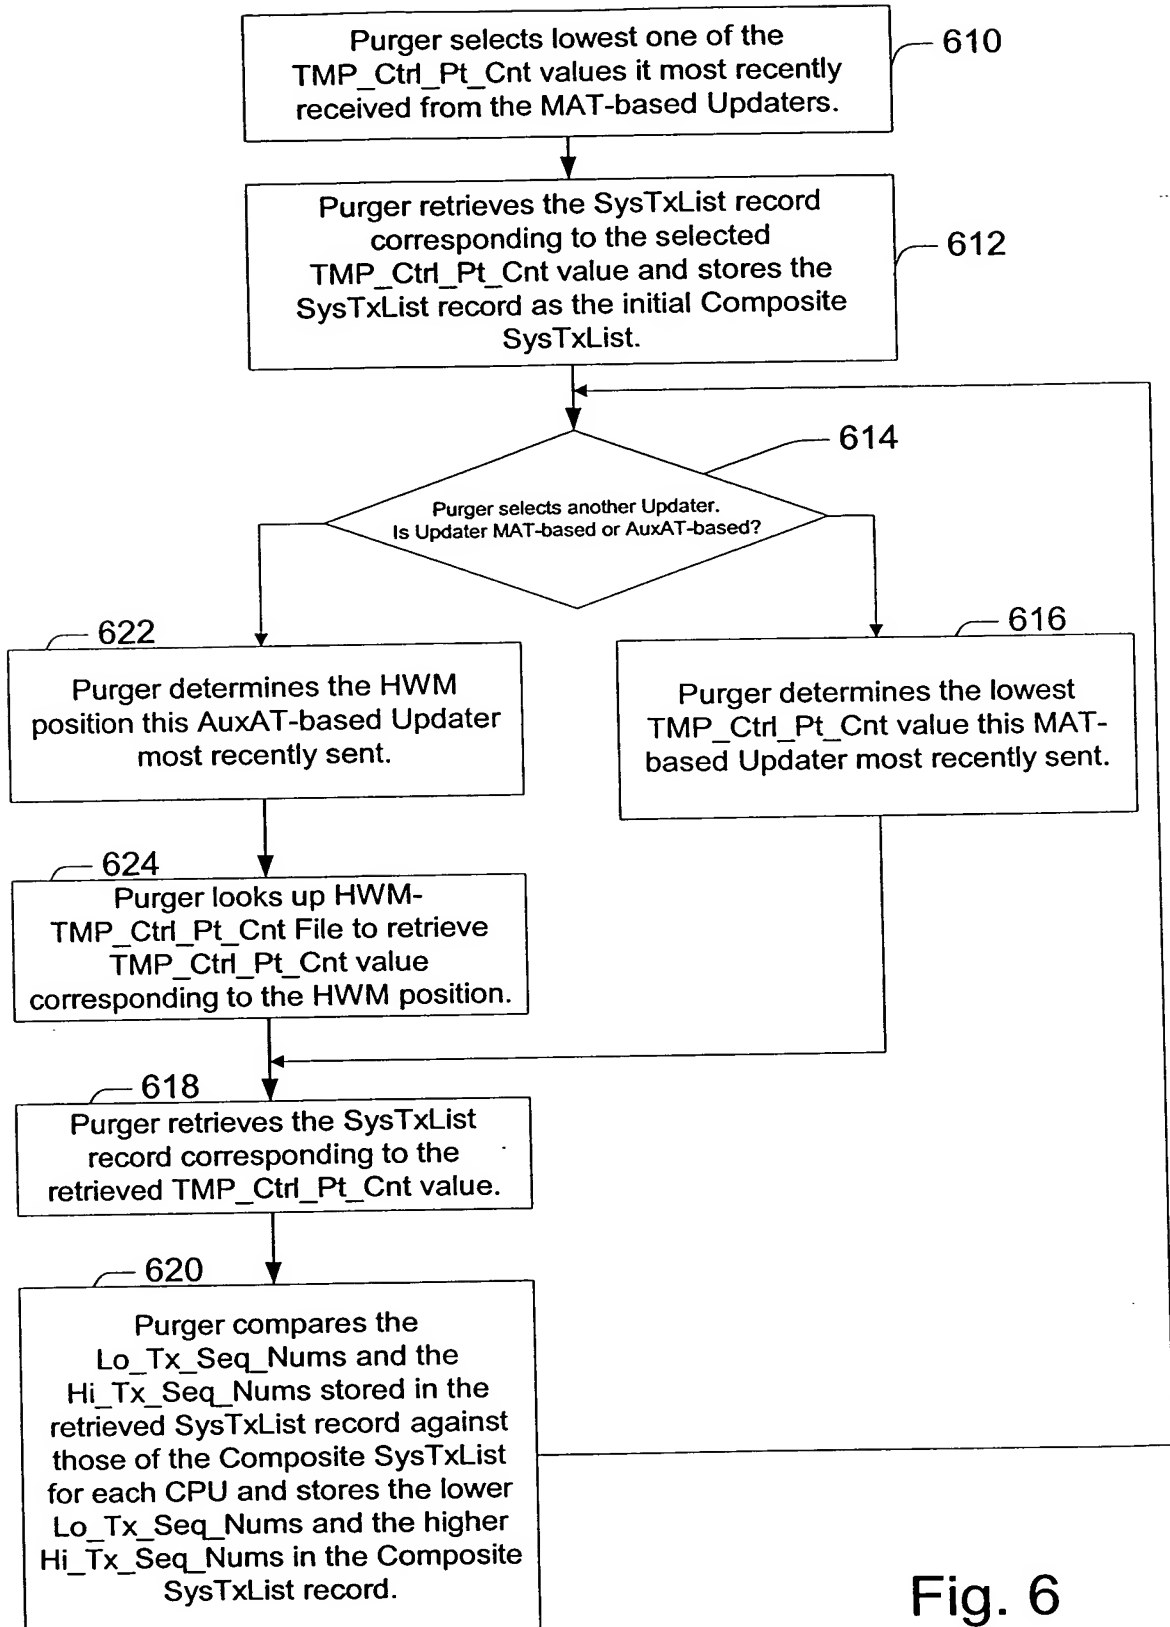 Purger selects lowest one of the
TMP_Ctrl_Pt_Cnt values it most recently
received from the MAT-based Updaters.
610
Purger retrieves the SysTxList record
corresponding to the selected
TMP_Ctrl_Pt_Cnt value and stores the
SysTxList record as the initial Composite
SysTxList.
612
614
Purger selects another Updater.
Is Updater MAT-based or AuxAT-based?
622
Purger determines the HWM
position this AuxAT-based Updater
most recently sent.
616
Purger determines the lowest
TMP_Ctrl_Pt_Cnt value this MAT-
based Updater most recently sent.
624
Purger looks up HWM-
TMP_Ctrl_Pt_Cnt File to retrieve
TMP_Ctrl_Pt_Cnt value
corresponding to the HWM position.
618
Purger retrieves the SysTxList
record corresponding to the
retrieved TMP_Ctrl_Pt_Cnt value.
620
Purger compares the
Lo_Tx_Seq_Nums and the
Hi_Tx_Seq_Nums stored in the
retrieved SysTxList record against
those of the Composite SysTxList
for each CPU and stores the lower
Lo_Tx_Seq_Nums and the higher
Hi_Tx_Seq_Nums in the Composite
SysTxList record.
Fig. 6